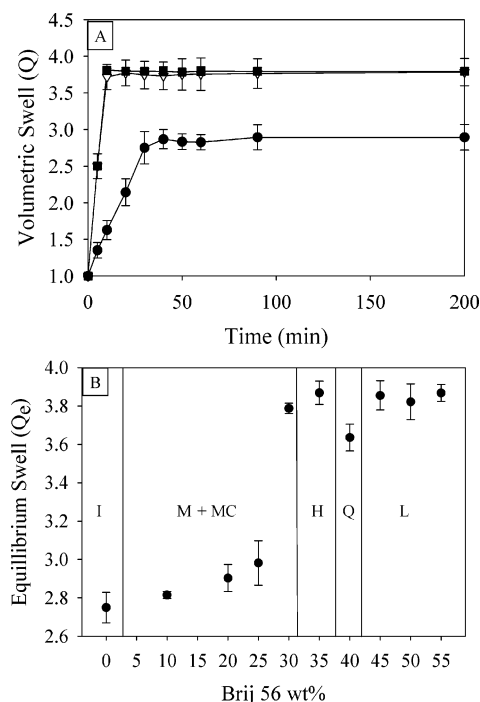 A
Volumetric Swell (Q)
4.5
4.0
3.5
3.0
2.5
2.0
1.5
1.0
0 50 100 150 200
Time (min)
B
Equillibrium Swell (Qe)
4.0
3.8
3.6
3.4
3.2
3.0
2.8
2.6
I M + MC H Q L
0 5 10 15 20 25 30 35 40 45 50 55
Brij 56 wt%